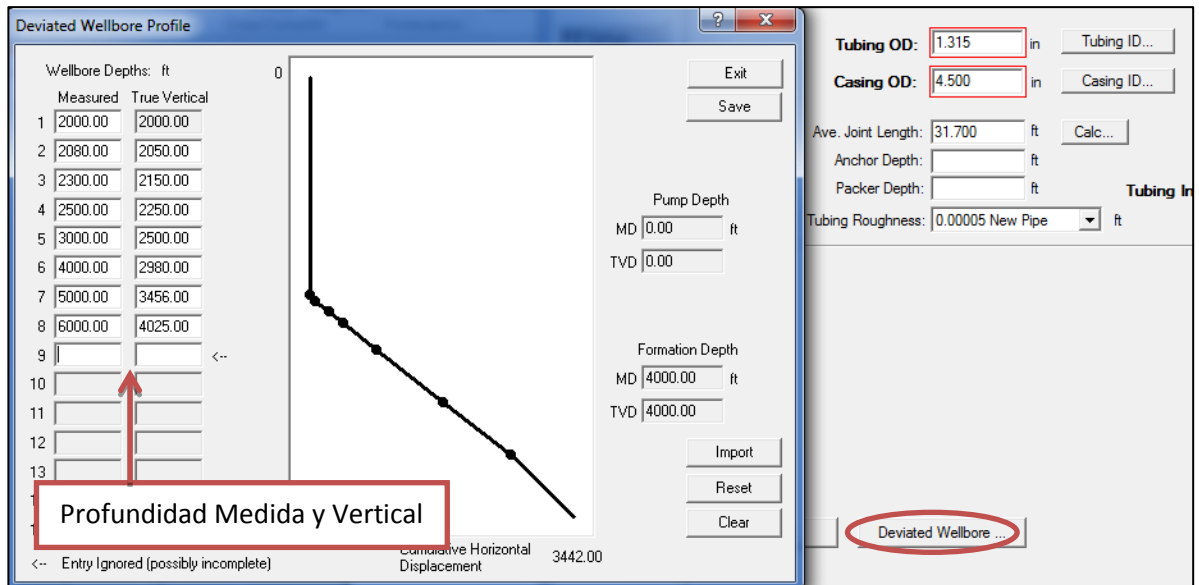 Deviated Wellbore Profile
? X
Wellbore Depths: ft
Measured True Vertical
1 2000.00 2000.00
2 2080.00 2050.00
3 2300.00 2150.00
4 2500.00 2250.00
5 3000.00 2500.00
6 4000.00 2980.00
7 5000.00 3456.00
8 6000.00 4025.00
9 <--
10
11
12
13
Profundidad Medida y Vertical
<-- Entry Ignored (possibly incomplete)
0
Cumulative Horizontal
Displacement 3442.00
Exit
Save
Pump Depth
MD 0.00 ft
TVD 0.00
Formation Depth
MD 4000.00 ft
TVD 4000.00
Import
Reset
Clear
Tubing OD: 1.315 in Tubing ID...
Casing OD: 4.500 in Casing ID...
Ave. Joint Length: 31.700 ft Calc...
Anchor Depth: ft
Packer Depth: ft
Tubing In
Tubing Roughness: 0.00005 New Pipe ft
Deviated Wellbore ...